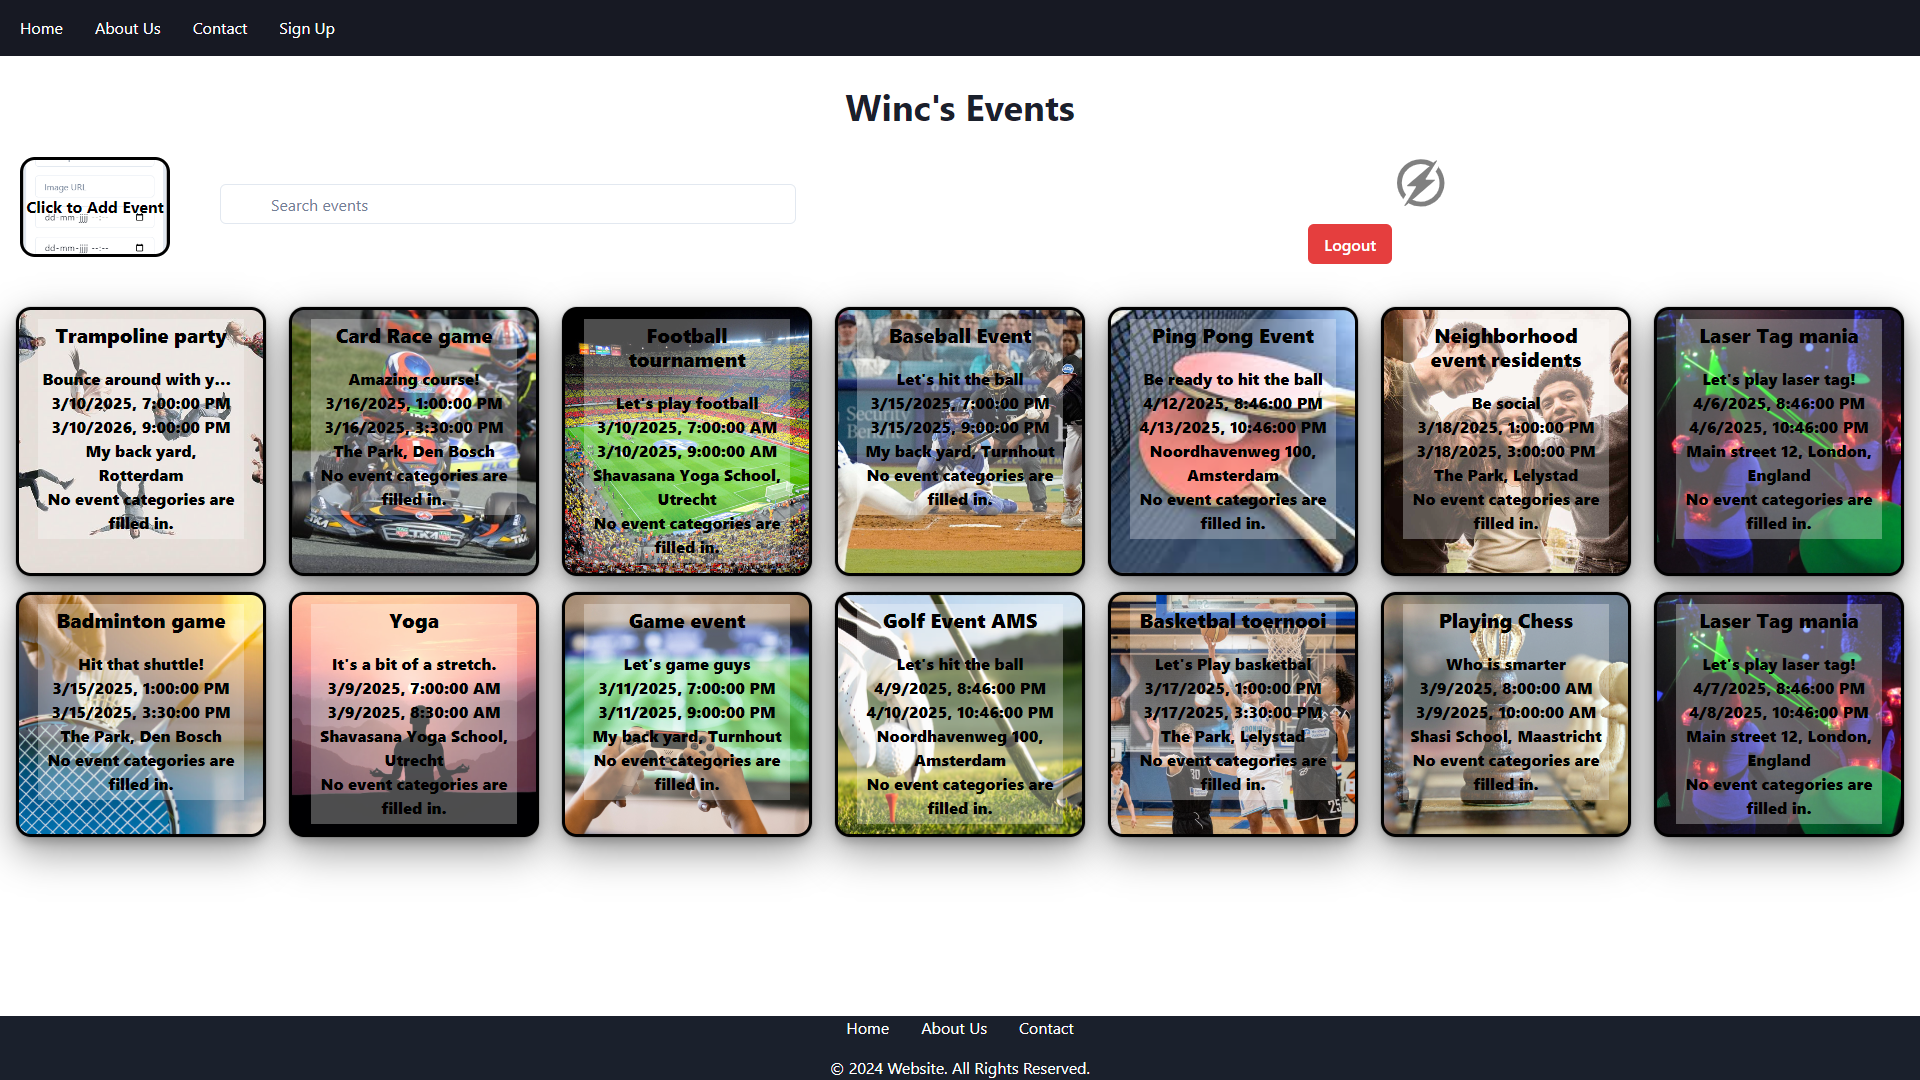 Home
About Us
Contact
Sign Up
Winc's Events
Image URL
Click to Add Event
dd-mm-jjjj --:--
dd-mm-jjjj --:--
Search events
Logout
Trampoline party
Bounce around with y...
3/10/2025, 7:00:00 PM
3/10/2026, 9:00:00 PM
My back yard,
Rotterdam
No event categories are
filled in.
Card Race game
Amazing course!
3/16/2025, 1:00:00 PM
3/16/2025, 3:30:00 PM
The Park, Den Bosch
No event categories are
filled in.
Football
tournament
Let's play football
3/10/2025, 7:00:00 AM
3/10/2025, 9:00:00 AM
Shavasana Yoga School,
Utrecht
No event categories are
filled in.
Baseball Event
Let's hit the ball
3/15/2025, 7:00:00 PM
3/15/2025, 9:00:00 PM
My back yard, Turnhout
No event categories are
filled in.
Ping Pong Event
Be ready to hit the ball
4/12/2025, 8:46:00 PM
4/13/2025, 10:46:00 PM
Noordhavenweg 100,
Amsterdam
No event categories are
filled in.
Neighborhood
event residents
Be social
3/18/2025, 1:00:00 PM
3/18/2025, 3:00:00 PM
The Park, Lelystad
No event categories are
filled in.
Laser Tag mania
Let's play laser tag!
4/6/2025, 8:46:00 PM
4/6/2025, 10:46:00 PM
Main street 12, London,
England
No event categories are
filled in.
Badminton game
Hit that shuttle!
3/15/2025, 1:00:00 PM
3/15/2025, 3:30:00 PM
The Park, Den Bosch
No event categories are
filled in.
Yoga
It's a bit of a stretch.
3/9/2025, 7:00:00 AM
3/9/2025, 8:30:00 AM
Shavasana Yoga School,
Utrecht
No event categories are
filled in.
Game event
Let's game guys
3/11/2025, 7:00:00 PM
3/11/2025, 9:00:00 PM
My back yard, Turnhout
No event categories are
filled in.
Golf Event AMS
Let's hit the ball
4/9/2025, 8:46:00 PM
4/10/2025, 10:46:00 PM
Noordhavenweg 100,
Amsterdam
No event categories are
filled in.
Basketbal toernooi
Let's Play basketbal
3/17/2025, 1:00:00 PM
3/17/2025, 3:30:00 PM
The Park, Lelystad
No event categories are
filled in.
Playing Chess
Who is smarter
3/9/2025, 8:00:00 AM
3/9/2025, 10:00:00 AM
Shasi School, Maastricht
No event categories are
filled in.
Laser Tag mania
Let's play laser tag!
4/7/2025, 8:46:00 PM
4/8/2025, 10:46:00 PM
Main street 12, London,
England
No event categories are
filled in.
Home
About Us
Contact
© 2024 Website. All Rights Reserved.